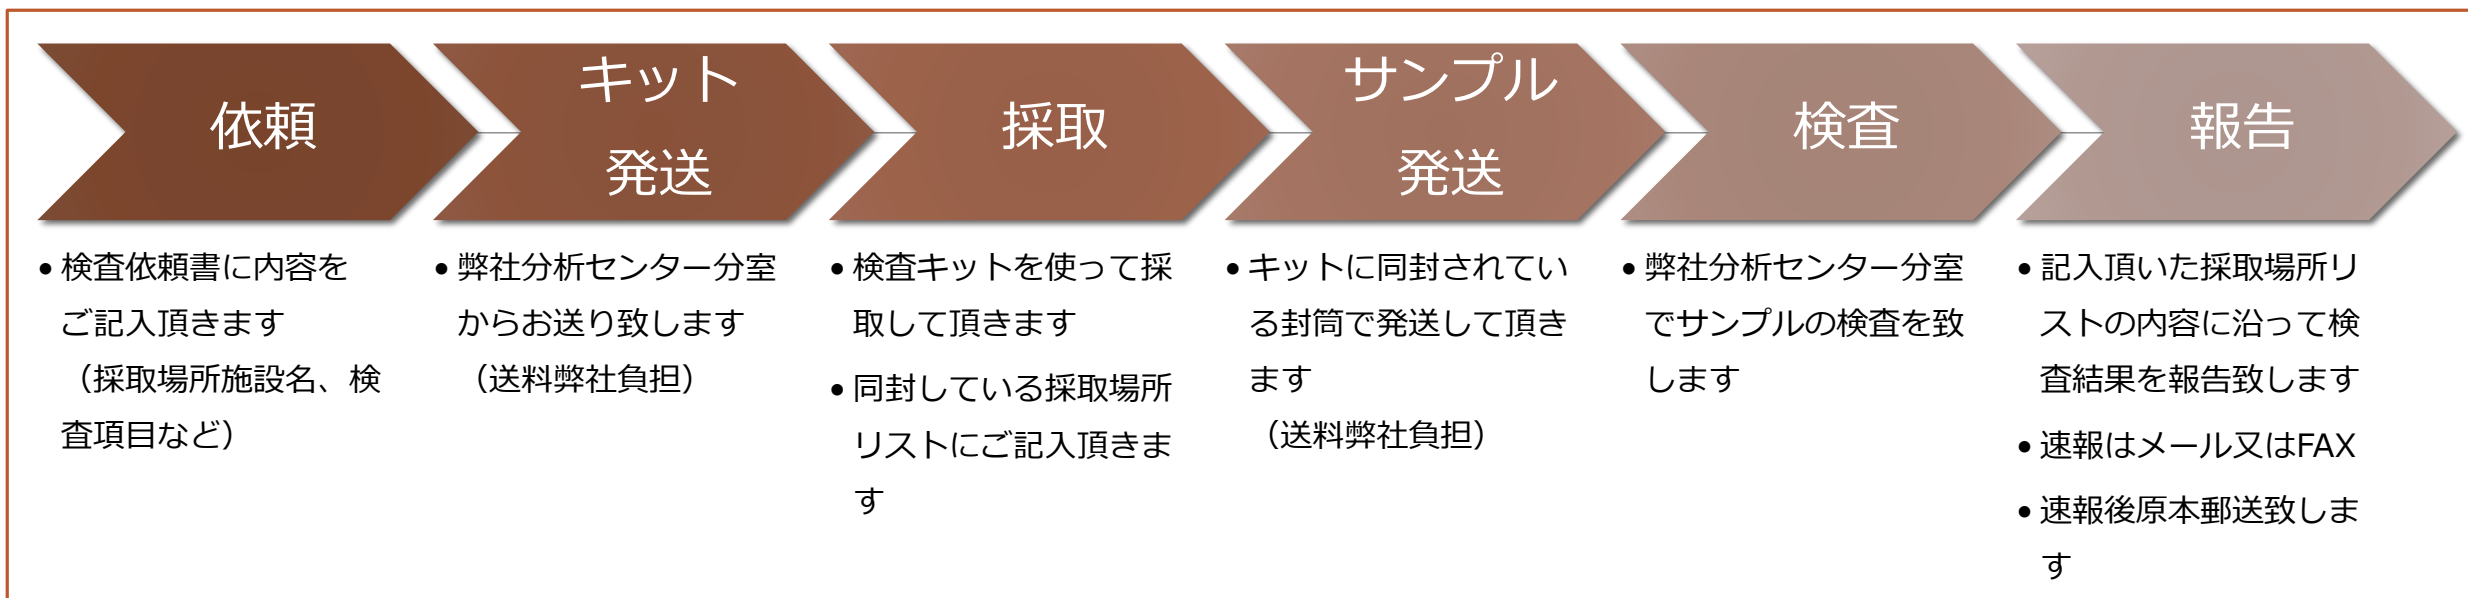 依頼
• 検査依頼書に内容を
ご記入頂きます
（採取場所施設名、検
査項目など）
キット
発送
• 弊社分析センター分室
からお送り致します
（送料弊社負担）
採取
• 検査キットを使って採
取して頂きます
• 同封している採取場所
リストにご記入頂きま
す
サンプル
発送
• キットに同封されてい
る封筒で発送して頂き
ます
（送料弊社負担）
検査
• 弊社分析センター分室
でサンプルの検査を致
します
報告
• 記入頂いた採取場所リ
ストの内容に沿って検
査結果を報告致します
• 速報はメール又はFAX
• 速報後原本郵送致しま
す